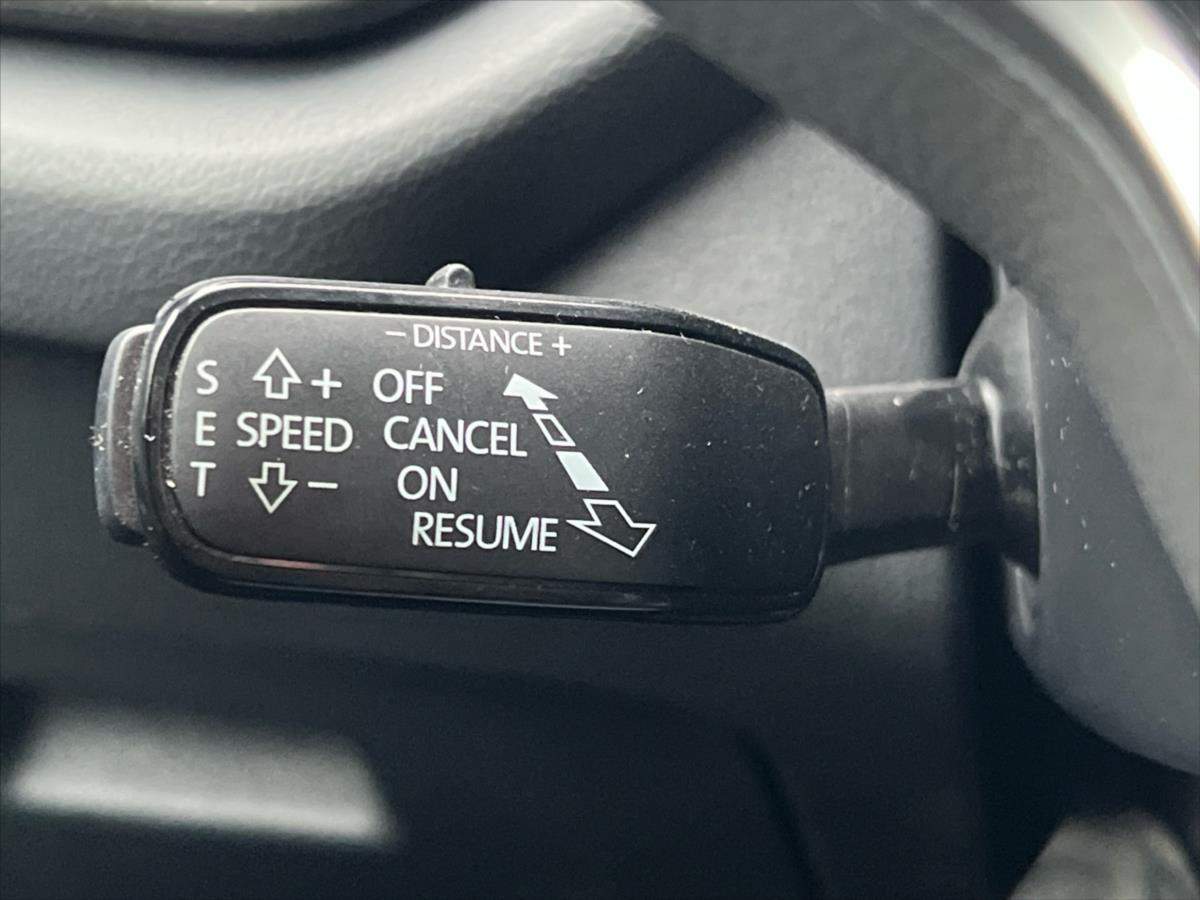 − DISTANCE +
S + OFF
E SPEED CANCEL
T − ON
RESUME